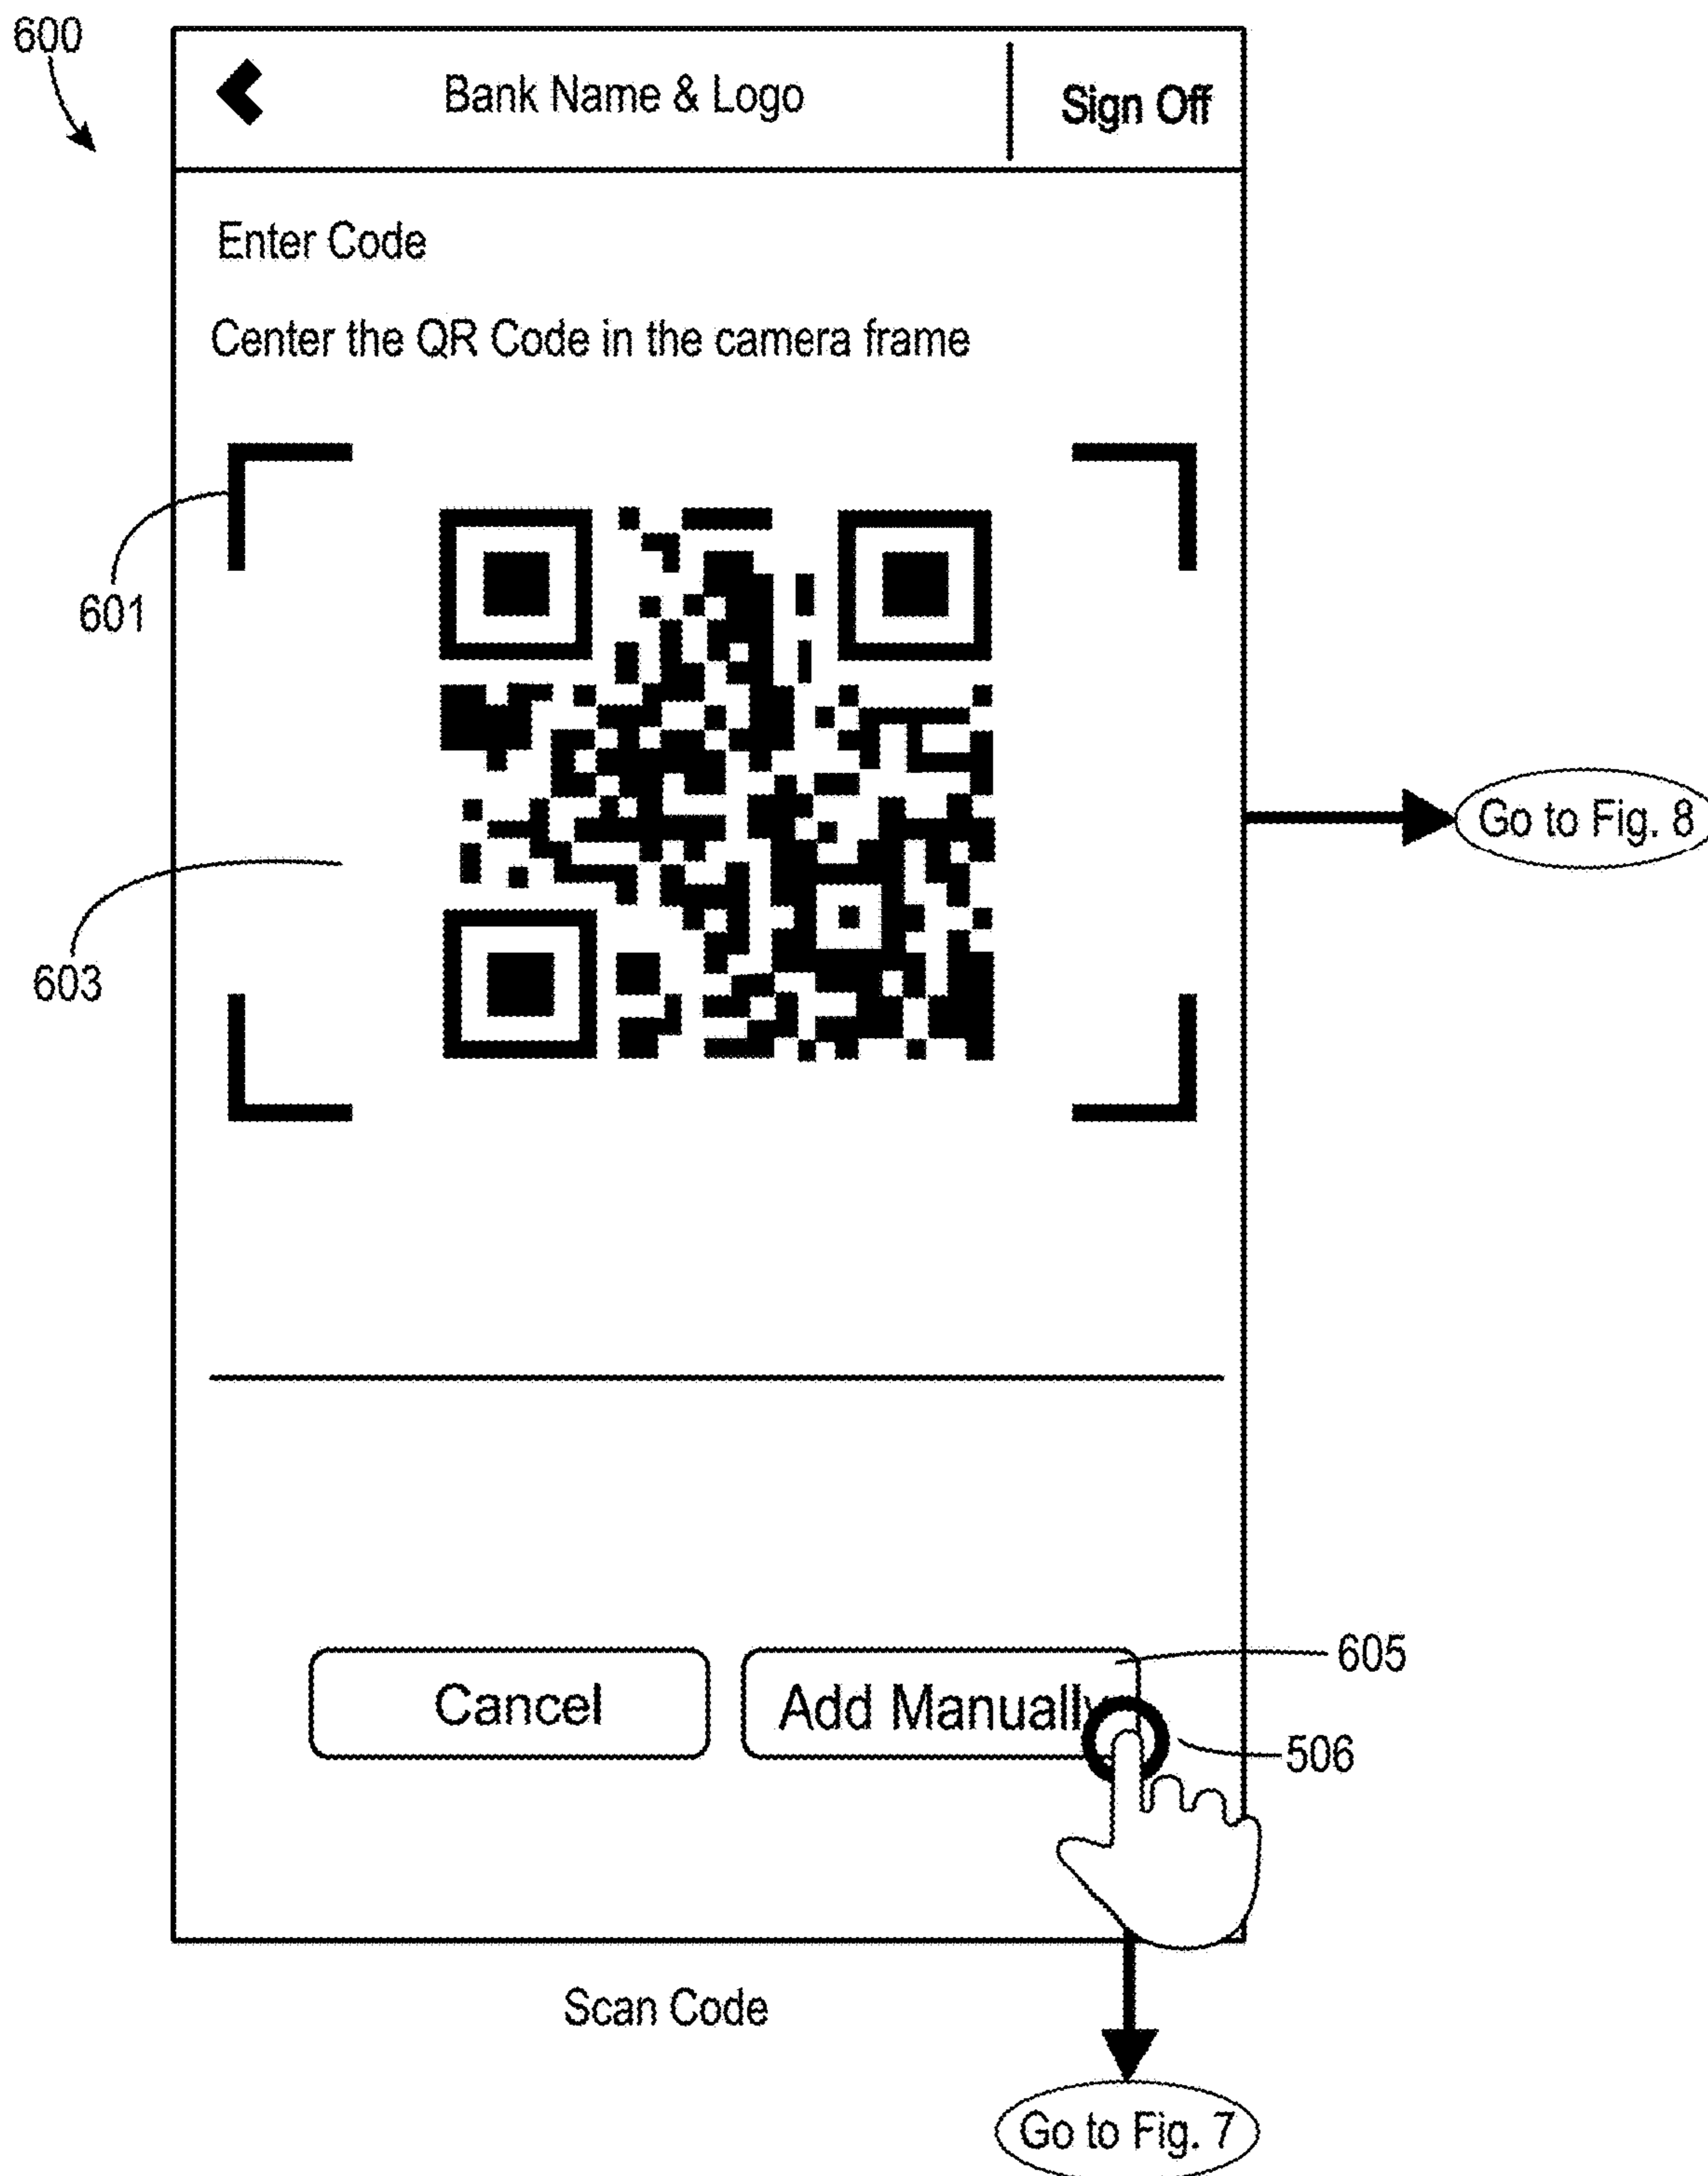 600
Bank Name & Logo
Sign Off
Enter Code
Center the QR Code in the camera frame
601
Go to Fig. 8
603
605
Cancel
Add Manually
506
Scan Code
Go to Fig. 7